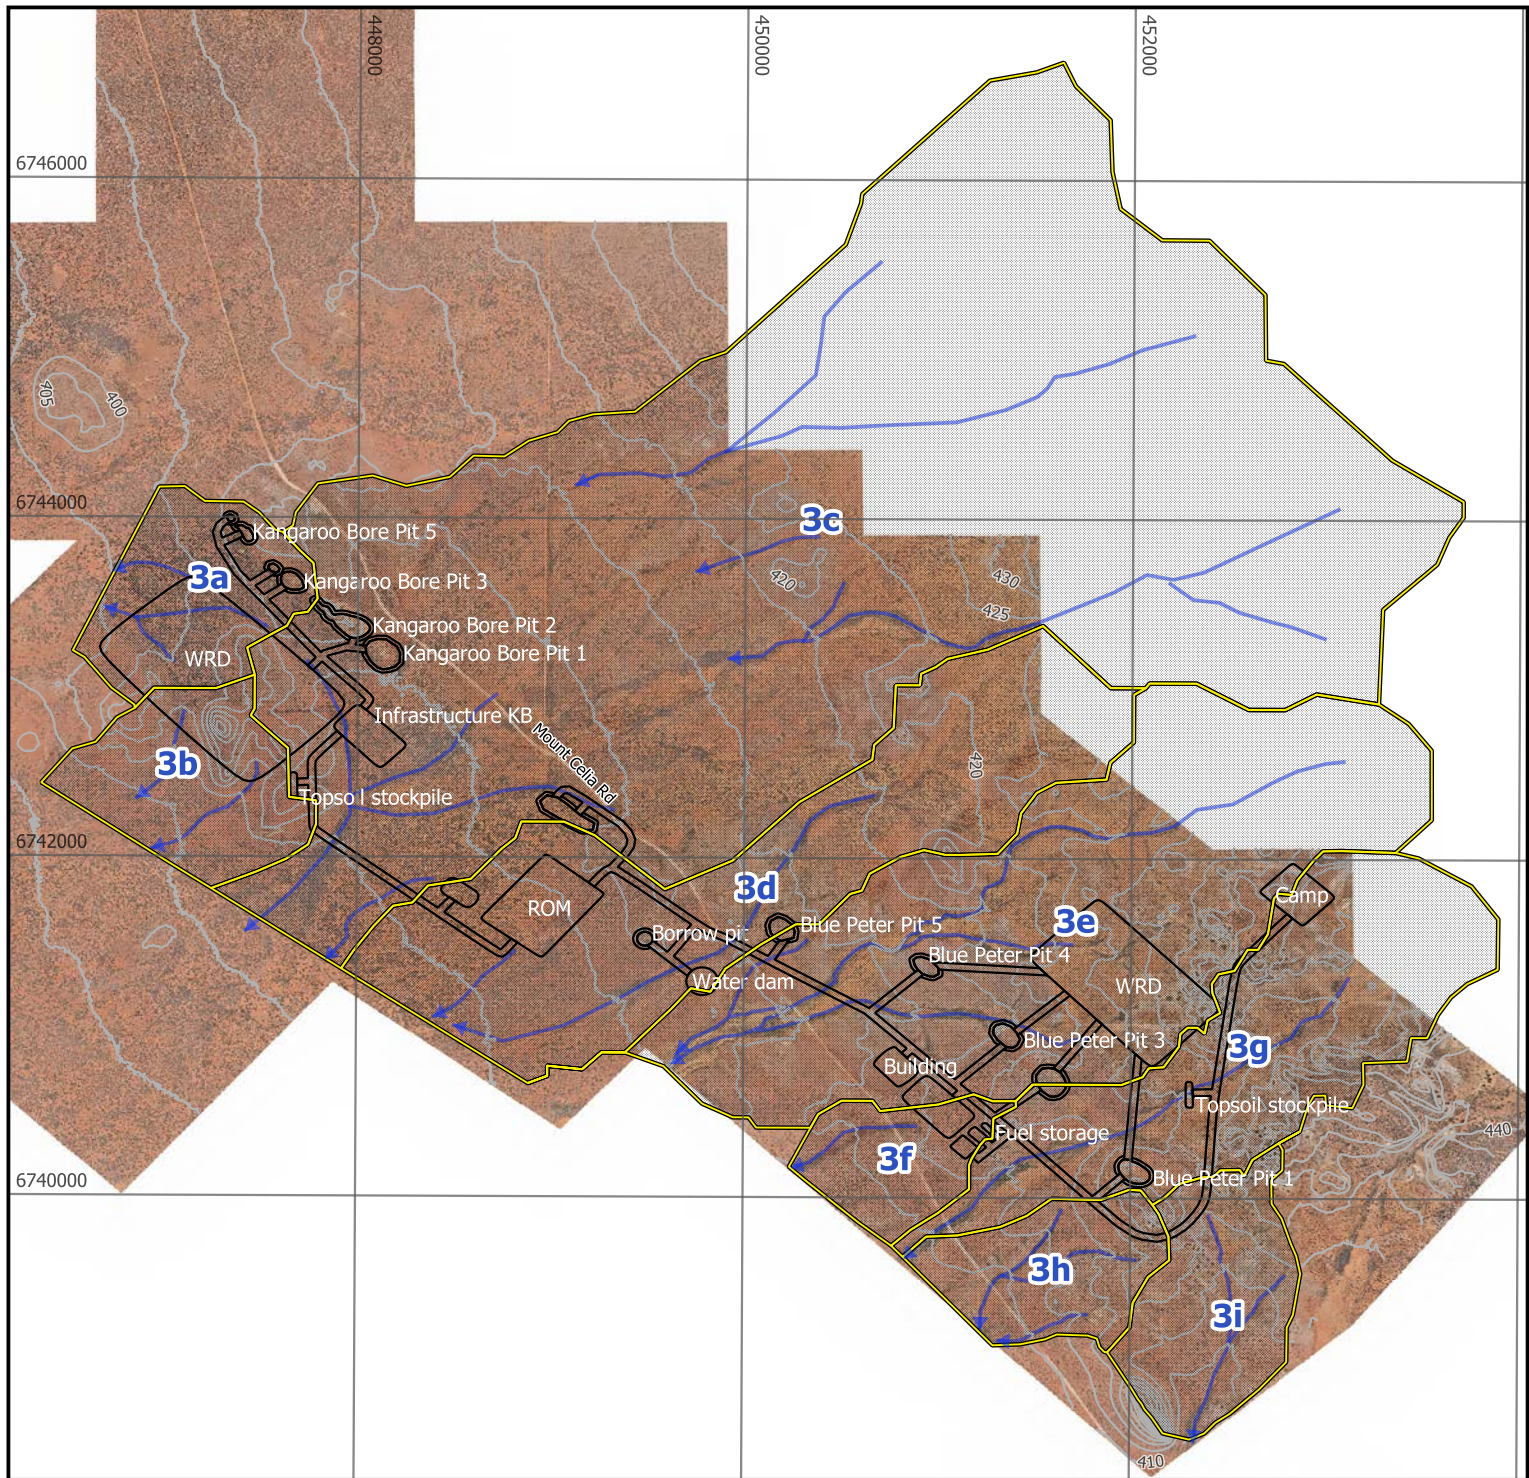 448000
450000
452000
6746000
405
400
6744000
Kangaroo Bore Pit 5
3c
3a
Kangaroo Bore Pit 3
420
430
425
Kangaroo Bore Pit 2
WRD
Kangaroo Bore Pit 1
Infrastructure KB
Mount Celia Rd
3b
420
Topsoil stockpile
6742000
3d
Camp
ROM
3e
Borrow pit
Blue Peter Pit 5
Blue Peter Pit 4
Water dam
WRD
Blue Peter Pit 3
3g
Building
Topsoil stockpile
Fuel storage
440
3f
Blue Peter Pit 1
6740000
3h
3i
410